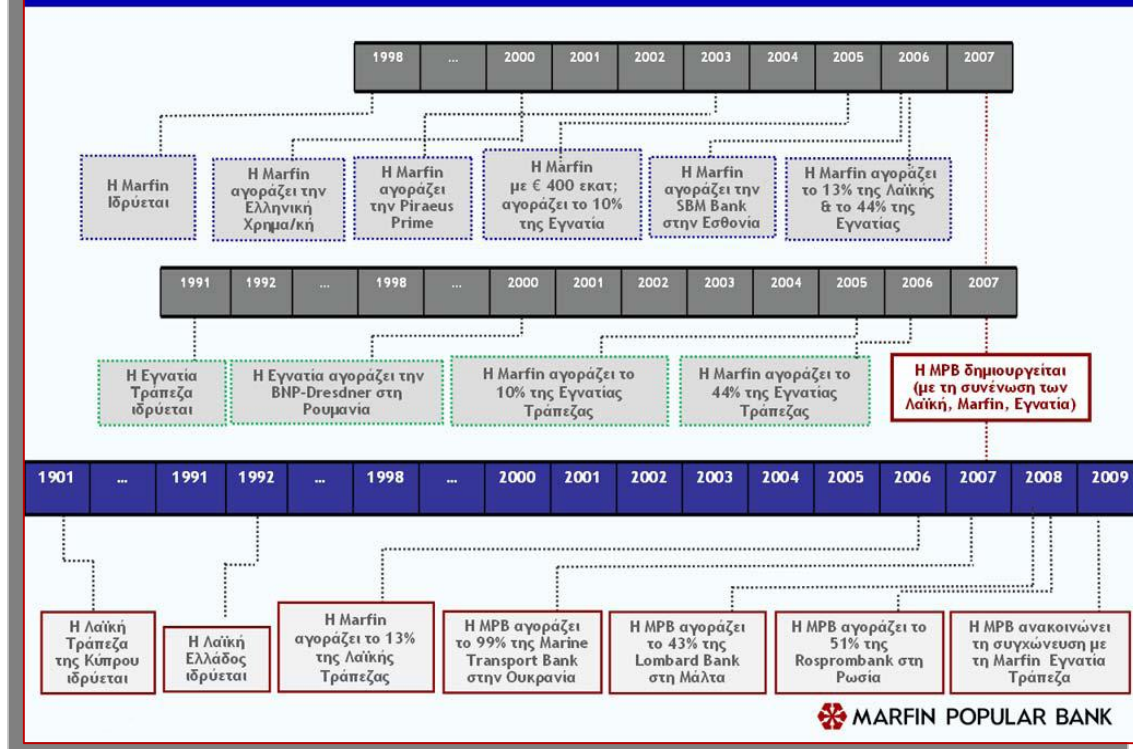 1998 ... 2000 2001 2002 2003 2004 2005 2006 2007
Η Marfin
Ιδρύεται
Η Marfin
αγοράζει την
Ελληνική
Χρημα/κή
Η Marfin
αγοράζει
την Piraeus
Prime
Η Marfin
με € 400 εκατ;
αγοράζει το 10%
της Εγνατία
Η Marfin
αγοράζει την
SBM Bank
στην Εσθονία
Η Marfin αγοράζει
το 13% της Λαϊκής
& το 44% της
Εγνατίας
1991 1992 ... 1998 ... 2000 2001 2002 2003 2004 2005 2006 2007
Η Εγνατία
Τράπεζα
ιδρύεται
Η Εγνατία αγοράζει την
BNP-Dresdner στη
Ρουμανία
Η Marfin αγοράζει το
10% της Εγνατίας
Τράπεζας
Η Marfin αγοράζει το
44% της Εγνατίας
Τράπεζας
Η MPB δημιουργείται
(με τη συνένωση των
Λαϊκή, Marfin, Εγνατία)
1901 ... 1991 1992 ... 1998 ... 2000 2001 2002 2003 2004 2005 2006 2007 2008 2009
Η Λαϊκή
Τράπεζα
της Κύπρου
ιδρύεται
Η Λαϊκή
Ελλάδος
ιδρύεται
Η Marfin
αγοράζει το 13%
της Λαϊκής
Τράπεζας
Η MPB αγοράζει
το 99% της Marine
Transport Bank
στην Ουκρανία
Η MPB αγοράζει
το 43% της
Lombard Bank
στη Μάλτα
Η MPB αγοράζει το
51% της
Rosprombank στη
Ρωσία
Η MPB ανακοινώνει
τη συγχώνευση με
τη Marfin Εγνατία
Τράπεζα
MARFIN POPULAR BANK